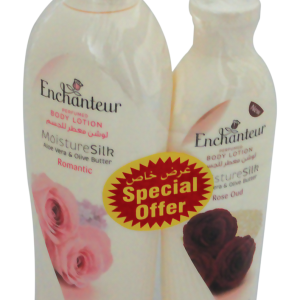 Enchanteur
PERFUMED
BODY LOTION
لوشن معطر للجسم
MoistureSilk
Aloe Vera & Olive Butter
Romantic
New
Enchanteur
PERFUMED
BODY LOTION
لوشن معطر للجسم
MoistureSilk
Vera & Olive Butter
Rose Oud
عرض خاص
Special
Offer